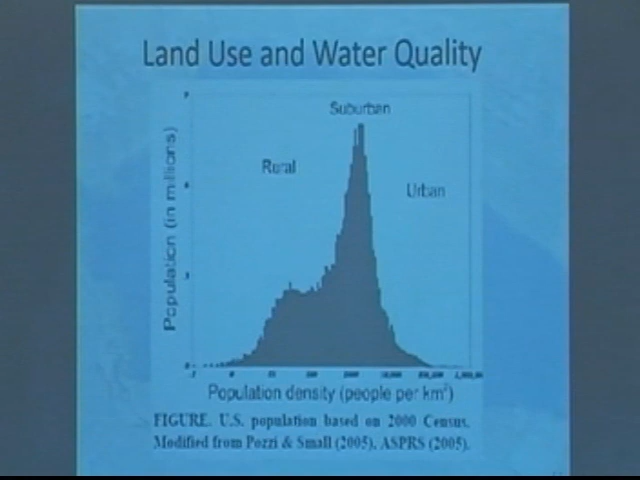 Land Use and Water Quality
Suburban
Rural
Urban
Population (in millions)
Population density (people per km²)
FIGURE. U.S. population based on 2000 Census.
Modified from Pozzi & Small (2005), ASPRS (2005).